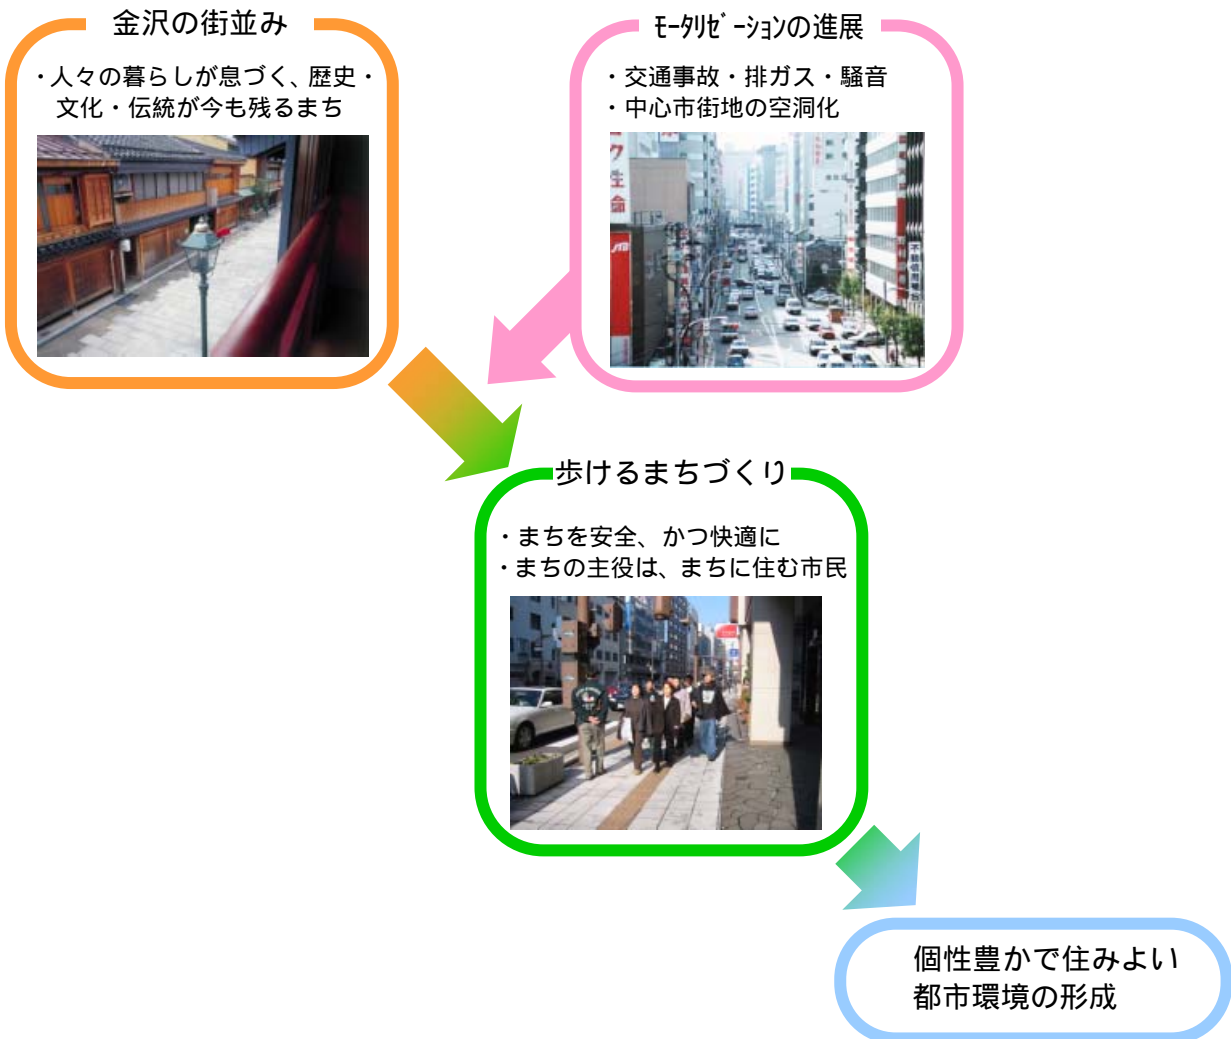 金沢の街並み
・人々の暮らしが息づく、歴史・
文化・伝統が今も残るまち
ﾓｰﾀﾘｾﾞｰｼｮﾝの進展
・交通事故・排ガス・騒音
・中心市街地の空洞化
ク生命
JTB
歩けるまちづくり
・まちを安全、かつ快適に
・まちの主役は、まちに住む市民
個性豊かで住みよい
都市環境の形成